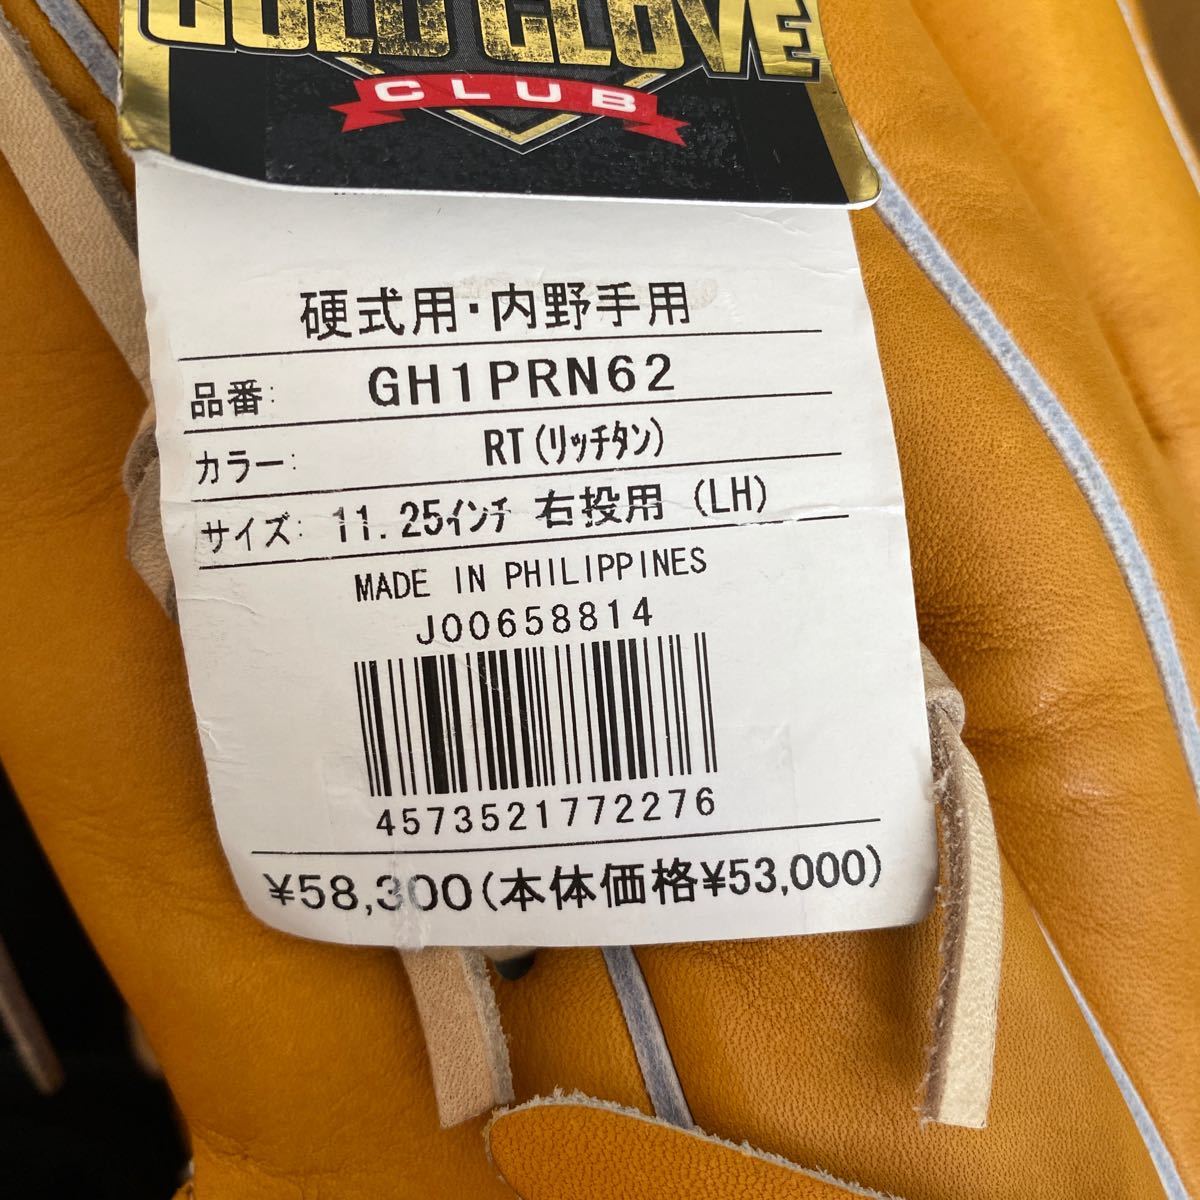 GOLD GLOVE
CLUB
硬式用・内野手用
品番: GH1PRN62
カラー: RT(リッチタン)
サイズ: 11.25インチ 右投用 (LH)
MADE IN PHILIPPINES
J00658814
4573521772276
¥58,300(本体価格¥53,000)